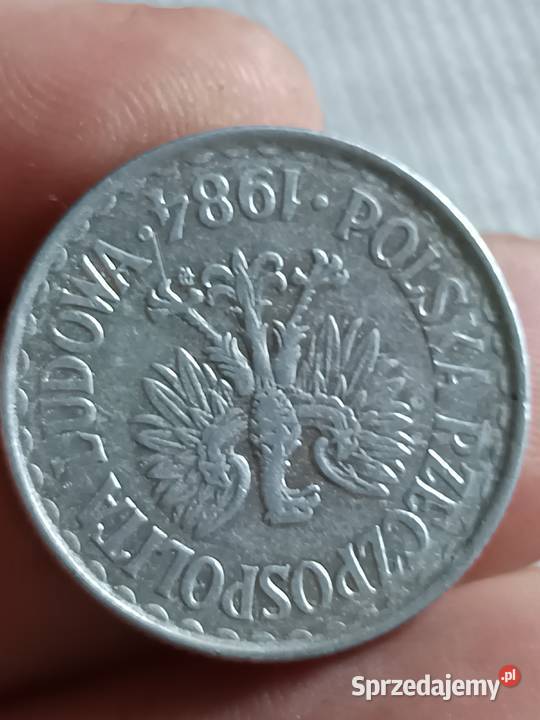 POLSKA RZECZPOSPOLITA LUDOWA
· 1984 ·
Sprzedajemy.pl